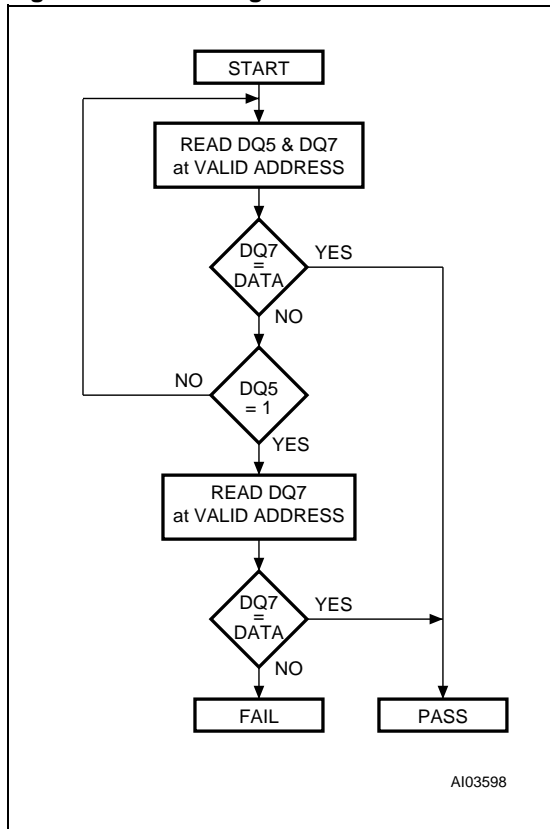 START
READ DQ5 & DQ7
at VALID ADDRESS
DQ7
=
DATA
YES
NO
NO
DQ5
= 1
YES
READ DQ7
at VALID ADDRESS
DQ7
=
DATA
YES
NO
FAIL
PASS
AI03598